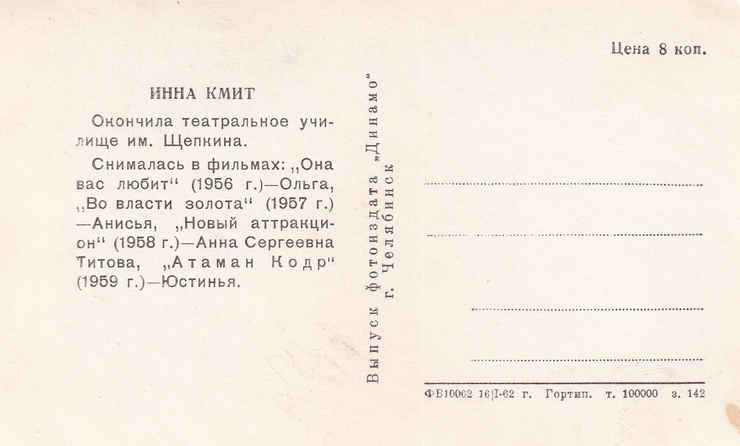 Цена 8 коп.
ИННА КМИТ
Окончила театральное учи-
лище им. Щепкина.
Снималась в фильмах: „Она
вас любит“ (1956 г.)—Ольга,
„Во власти золота“ (1957 г.)
—Анисья, „Новый аттракци-
он“ (1958 г.)—Анна Сергеевна
Титова, „Атаман Кодр“
(1959 г.)—Юстинья.
Выпуск фотоиздата „Динамо“
г. Челябинск
ФВ10002 16|I-62 г. Гортип. т. 100000 з. 142